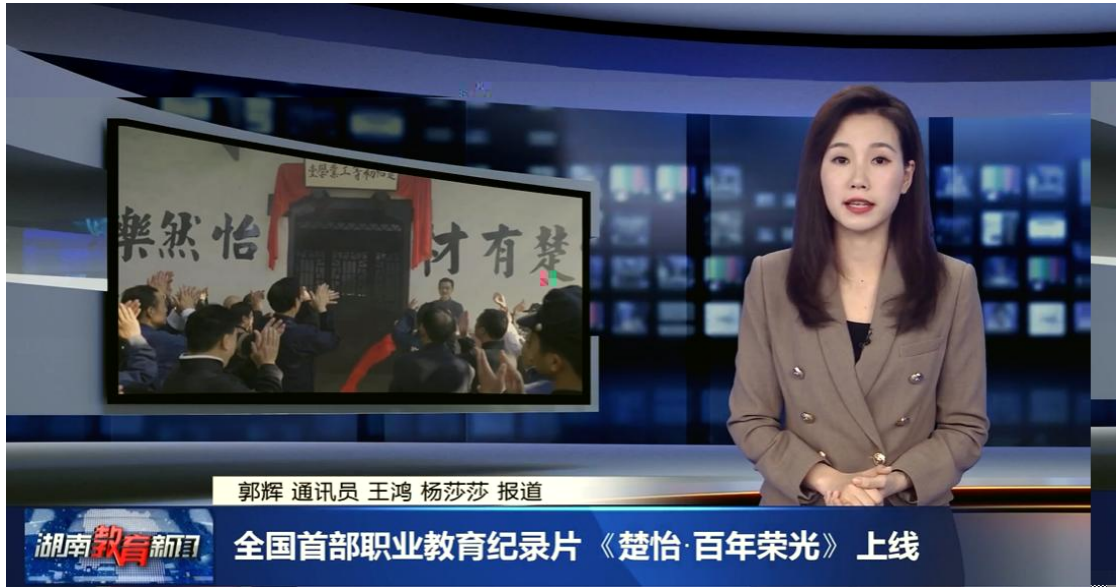 樂然怡
才有楚
郭辉 通讯员 王鸿 杨莎莎 报道
湖南教育新闻
全国首部职业教育纪录片《楚怡·百年荣光》上线